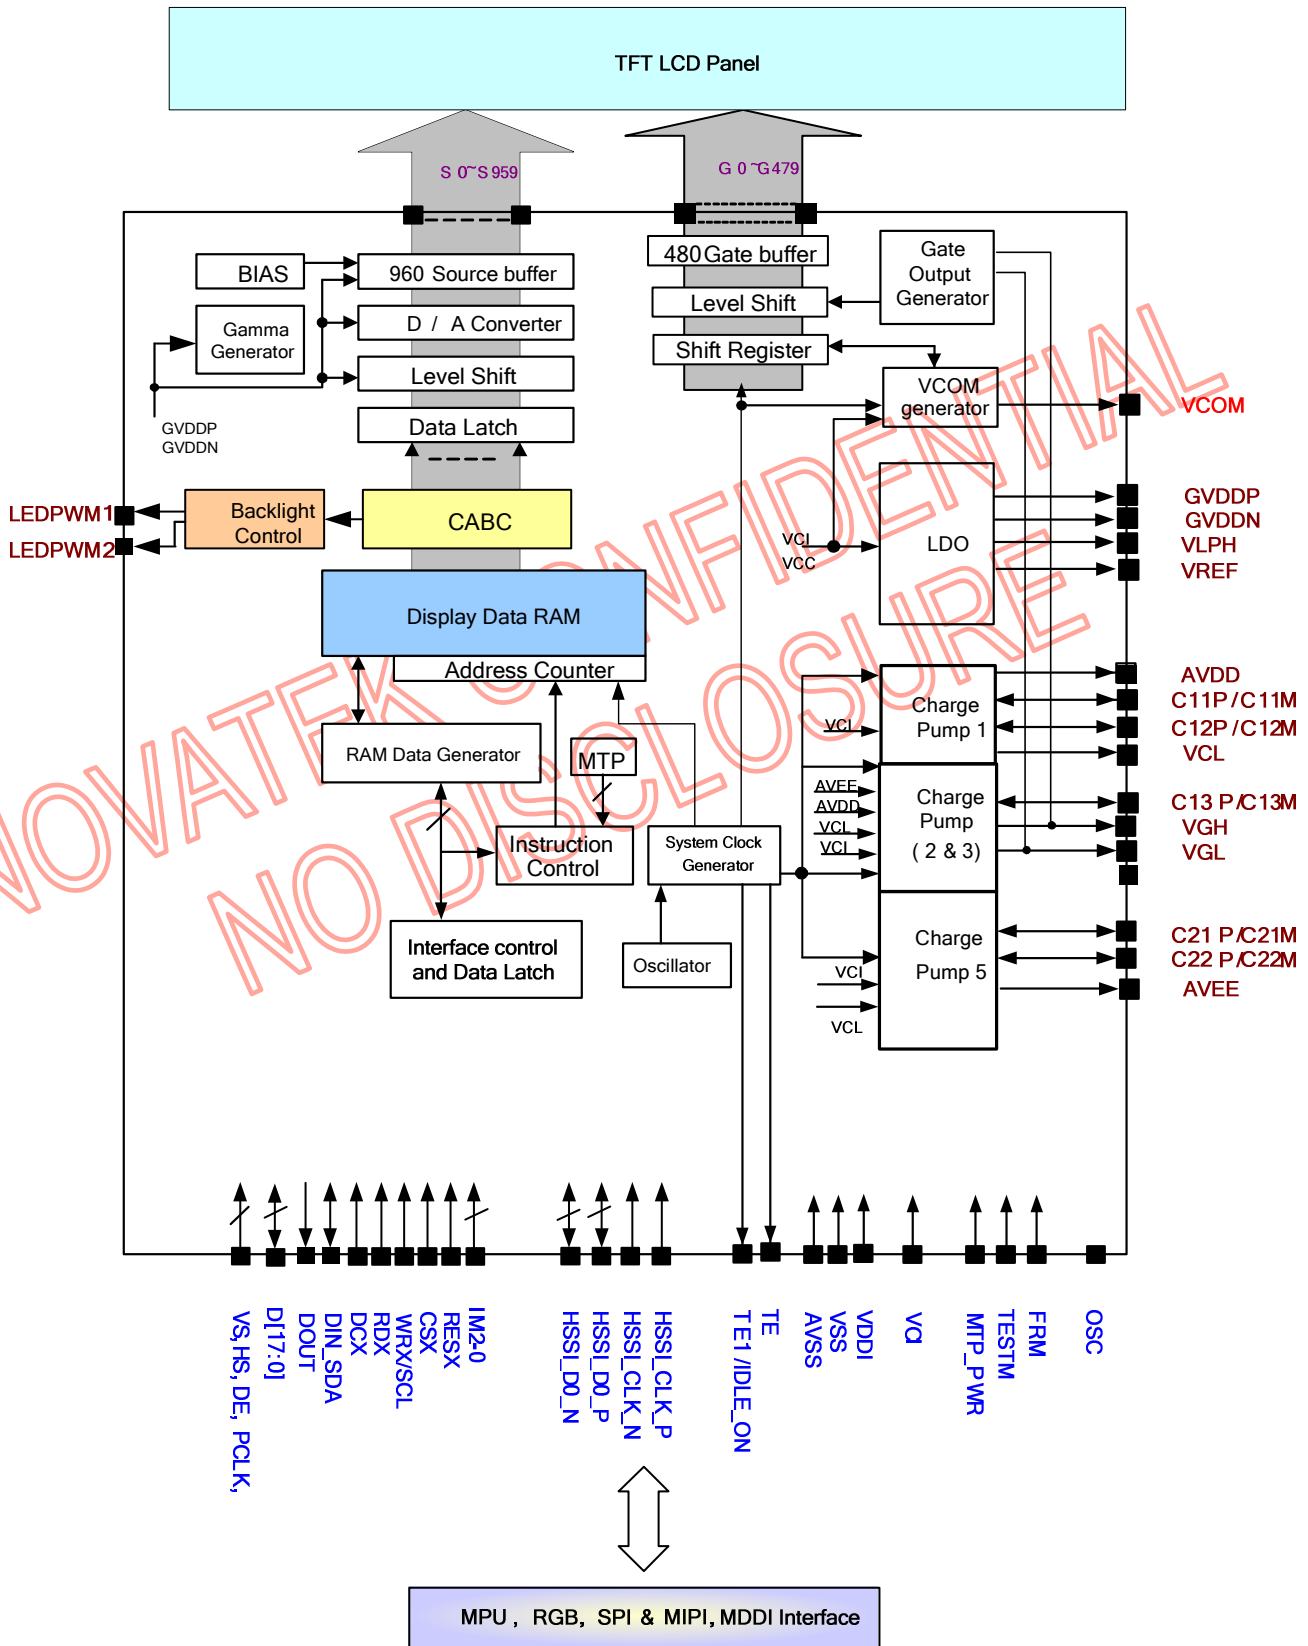 TFT LCD Panel
S 0~S 959
G 0 ~G 479
BIAS
960 Source buffer
480 Gate buffer
Gate
Output
Generator
Gamma
Generator
D / A Converter
Level Shift
Level Shift
Shift Register
Data Latch
GVDDP
GVDDN
VCOM
generator
VCOM
LEDPWM1
LEDPWM2
Backlight
Control
CABC
VCI
VCC
LDO
GVDDP
GVDDN
VLPH
VREF
Display Data RAM
Address Counter
RAM Data Generator
MTP
Instruction
Control
System Clock
Generator
Interface control
and Data Latch
Oscillator
VCI
Charge
Pump 1
AVDD
C11P / C11M
C12P / C12M
VCL
AVEE
AVDD
VCL
VCI
Charge
Pump
( 2 & 3)
C13 P/C13M
VGH
VGL
VCI
VCL
Charge
Pump 5
C21 P/C21M
C22 P/C22M
AVEE
NOVATEK CONFIDENTIAL
NO DISCLOSURE
VS, HS, DE, PCLK,
D[17:0]
DOUT
DIN_SDA
DCX
RDX
WRX/SCL
CSX
RESX
IM2-0
HSSI_D0_N
HSSI_D0_P
HSSI_CLK_N
HSSI_CLK_P
T E1 /IDLE_ON
TE
AVSS
VSS
VDDI
VCI
MTP_PWR
TESTM
FRM
OSC
MPU , RGB, SPI & MIPI, MDDI Interface